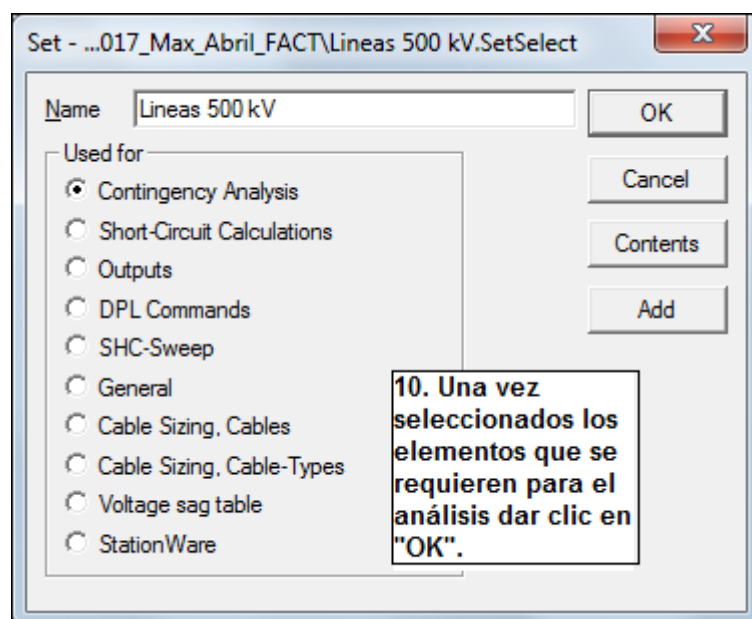 Set - ...017_Max_Abril_FACT\Lineas 500 kV.SetSelect
Name
Lineas 500 kV
OK
Used for
Contingency Analysis
Cancel
Short-Circuit Calculations
Contents
Outputs
DPL Commands
Add
SHC-Sweep
General
Cable Sizing, Cables
Cable Sizing, Cable-Types
Voltage sag table
StationWare
10. Una vez
seleccionados los
elementos que se
requieren para el
análisis dar clic en
"OK".